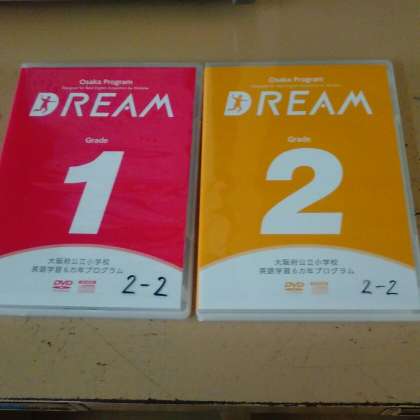 Osaka Program
DREAM
Grade
1
大阪府公立小学校
英語学習6カ年プログラム
DVD
2-2
Osaka Program
DREAM
Grade
2
大阪府公立小学校
英語学習6カ年プログラム
DVD
2-2